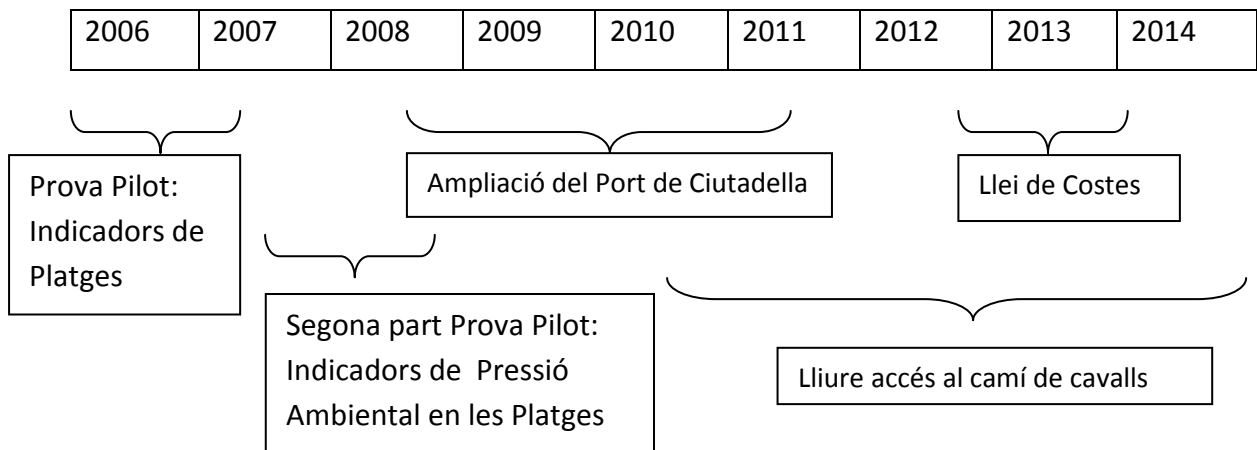 2006 2007 2008 2009 2010 2011 2012 2013 2014
Prova Pilot:
Indicadors de
Platges
Ampliació del Port de Ciutadella
Llei de Costes
Segona part Prova Pilot:
Indicadors de Pressió
Ambiental en les Platges
Lliure accés al camí de cavalls